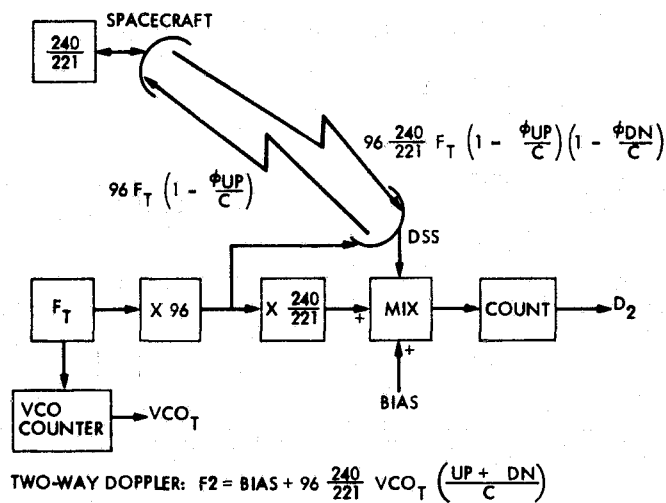 SPACECRAFT
240
221
96 240/221 F_T (1 - ϕUP/C) (1 - ϕDN/C)
96 F_T (1 - ϕUP/C)
DSS
F_T
X 96
X 240/221
+
MIX
COUNT
D_2
+
BIAS
VCO
COUNTER
VCO_T
TWO-WAY DOPPLER: F2 = BIAS + 96 240/221 VCO_T (UP + DN/C)